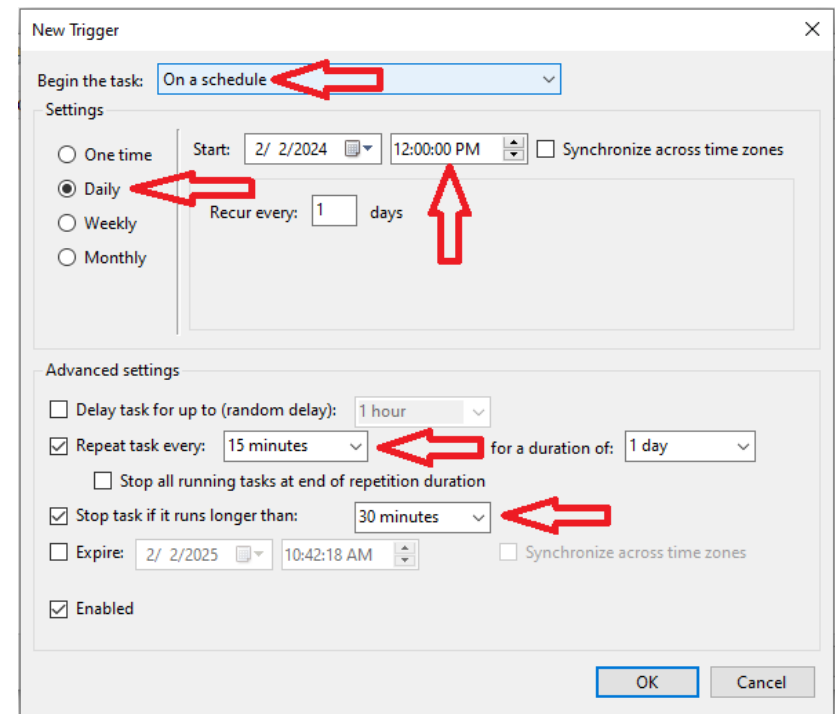 New Trigger
Begin the task: On a schedule
Settings
One time
Start: 2/ 2/2024 12:00:00 PM Synchronize across time zones
Daily
Recur every: 1 days
Weekly
Monthly
Advanced settings
Delay task for up to (random delay): 1 hour
Repeat task every: 15 minutes for a duration of: 1 day
Stop all running tasks at end of repetition duration
Stop task if it runs longer than: 30 minutes
Expire: 2/ 2/2025 10:42:18 AM Synchronize across time zones
Enabled
OK Cancel